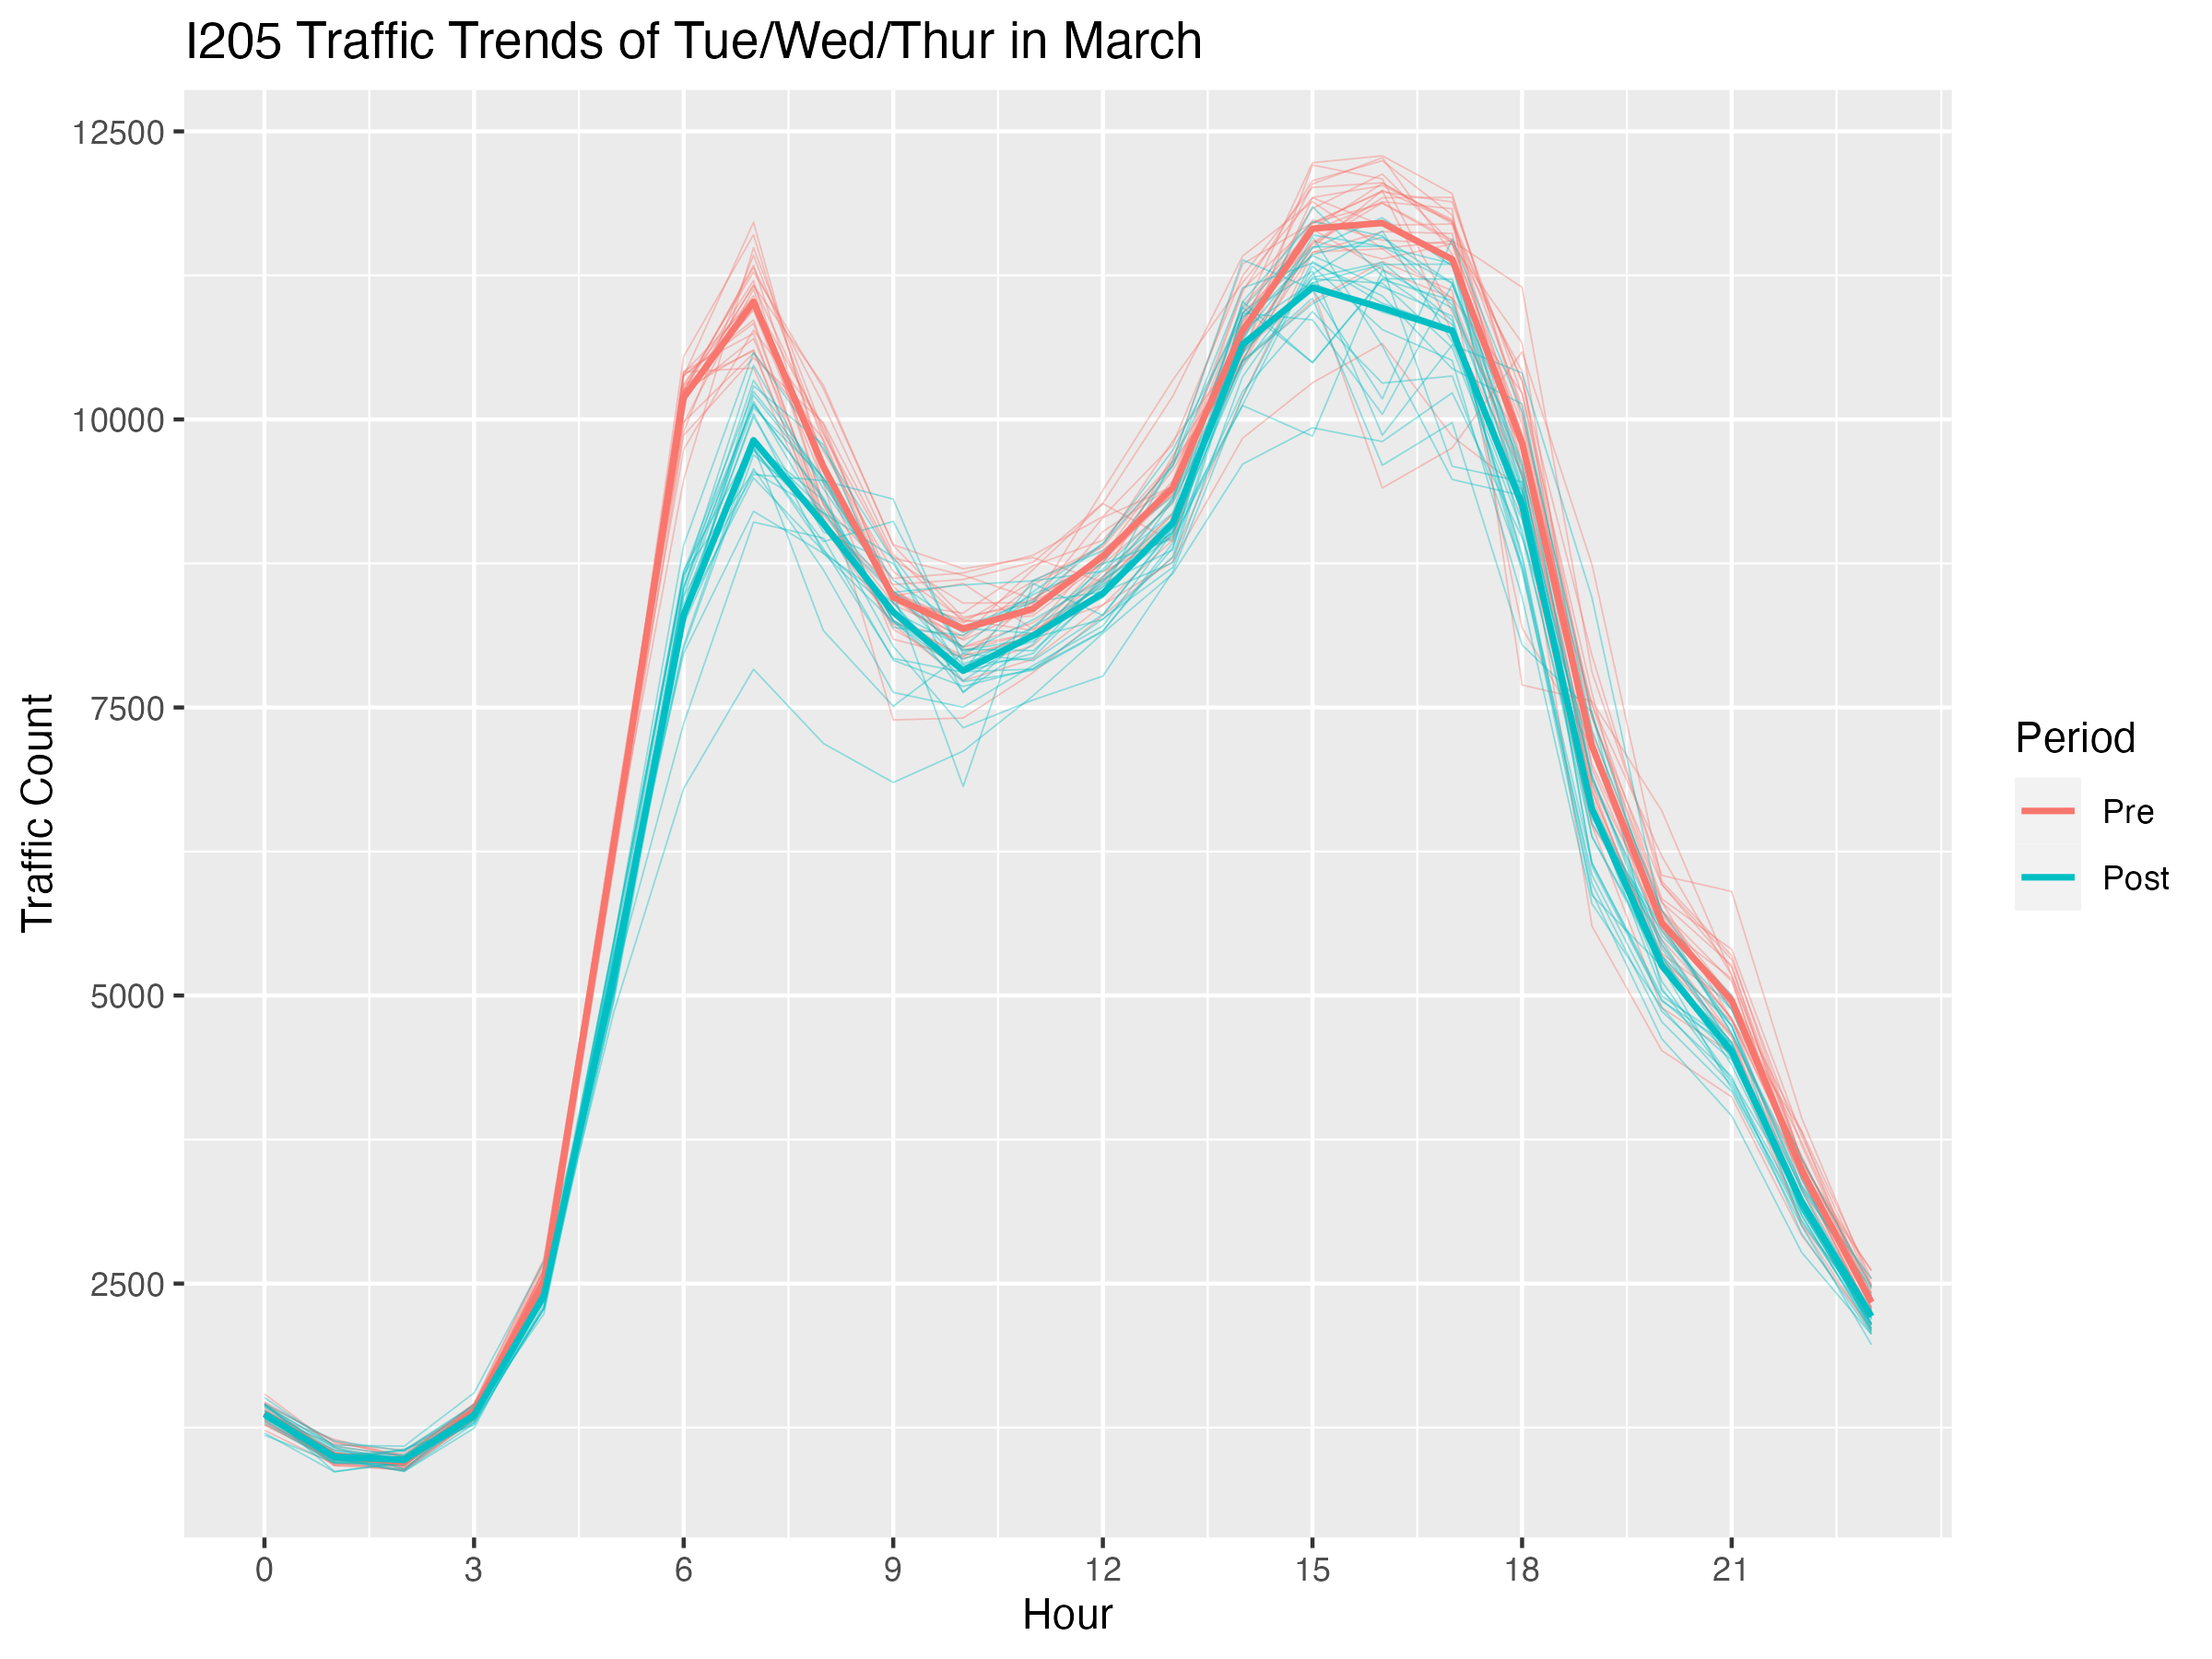 I205 Traffic Trends of Tue/Wed/Thur in March
12500
10000
7500
5000
2500
Traffic Count
0 3 6 9 12 15 18 21
Hour
Period
Pre
Post